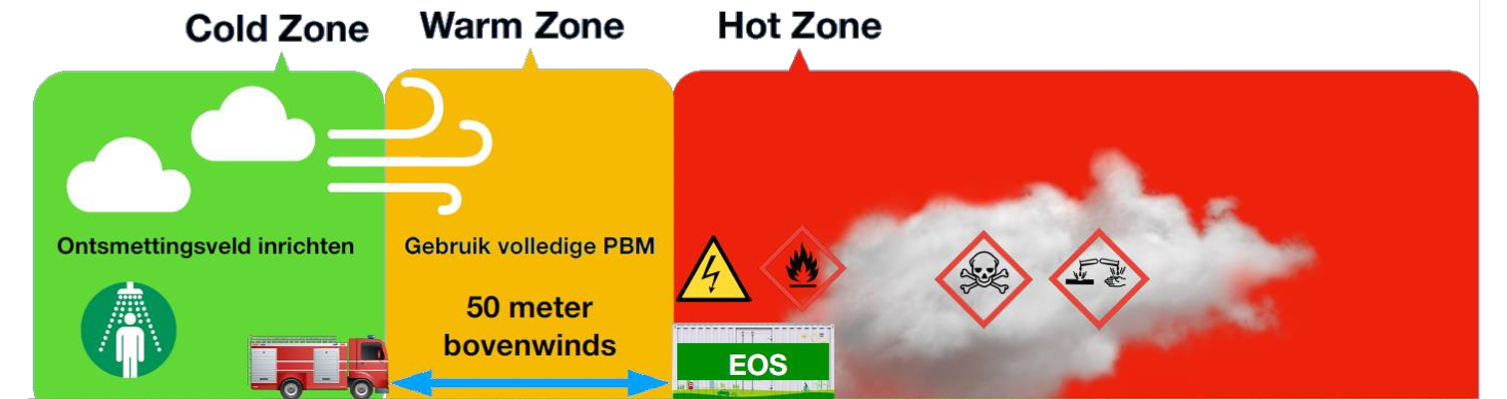 Cold Zone
Warm Zone
Hot Zone
Ontsmettingsveld inrichten
Gebruik volledige PBM
50 meter
bovenwinds
EOS